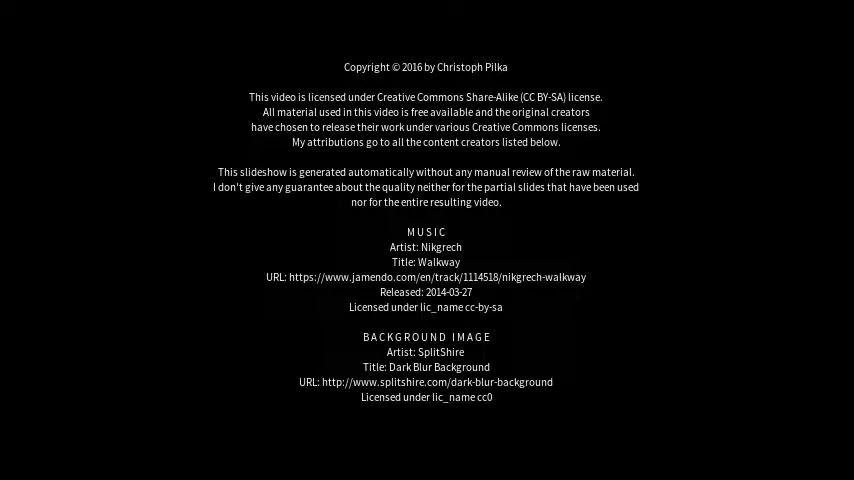 Copyright © 2016 by Christoph Pilka
This video is licensed under Creative Commons Share-Alike (CC BY-SA) license.
All material used in this video is free available and the original creators
have chosen to release their work under various Creative Commons licenses.
My attributions go to all the content creators listed below.
This slideshow is generated automatically without any manual review of the raw material.
I don't give any guarantee about the quality neither for the partial slides that have been used
nor for the entire resulting video.
MUSIC
Artist: Nikgrech
Title: Walkway
URL: https://www.jamendo.com/en/track/1114518/nikgrech-walkway
Released: 2014-03-27
Licensed under lic_name cc-by-sa
BACKGROUND IMAGE
Artist: SplitShire
Title: Dark Blur Background
URL: http://www.splitshire.com/dark-blur-background
Licensed under lic_name cc0